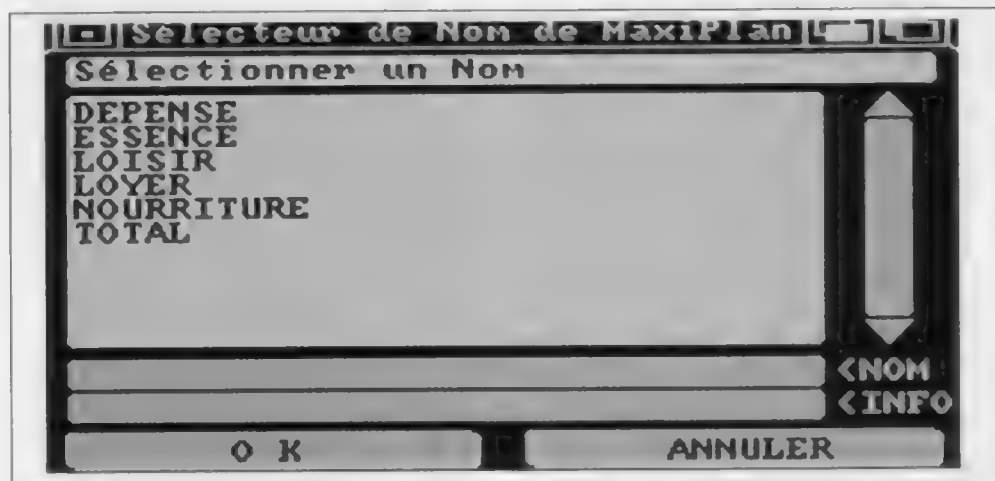 Sélecteur de Nom de MaxiPlan
Sélectionner un Nom
DEPENSE
ESSENCE
LOISIR
LOYER
NOURRITURE
TOTAL
<NOM
<INFO
O K
ANNULER